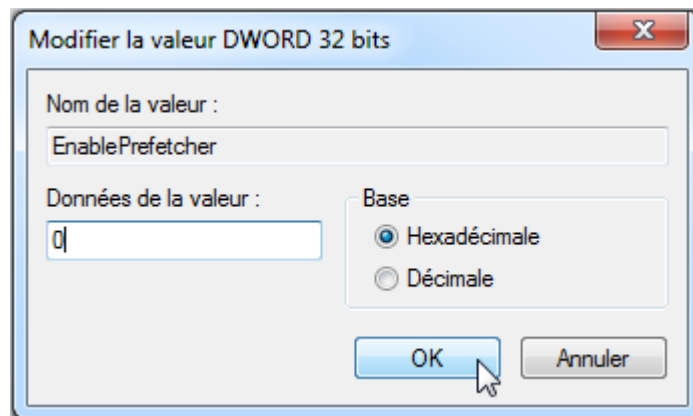 Modifier la valeur DWORD 32 bits
Nom de la valeur :
EnablePrefetcher
Données de la valeur :
0
Base
Hexadécimale
Décimale
OK
Annuler